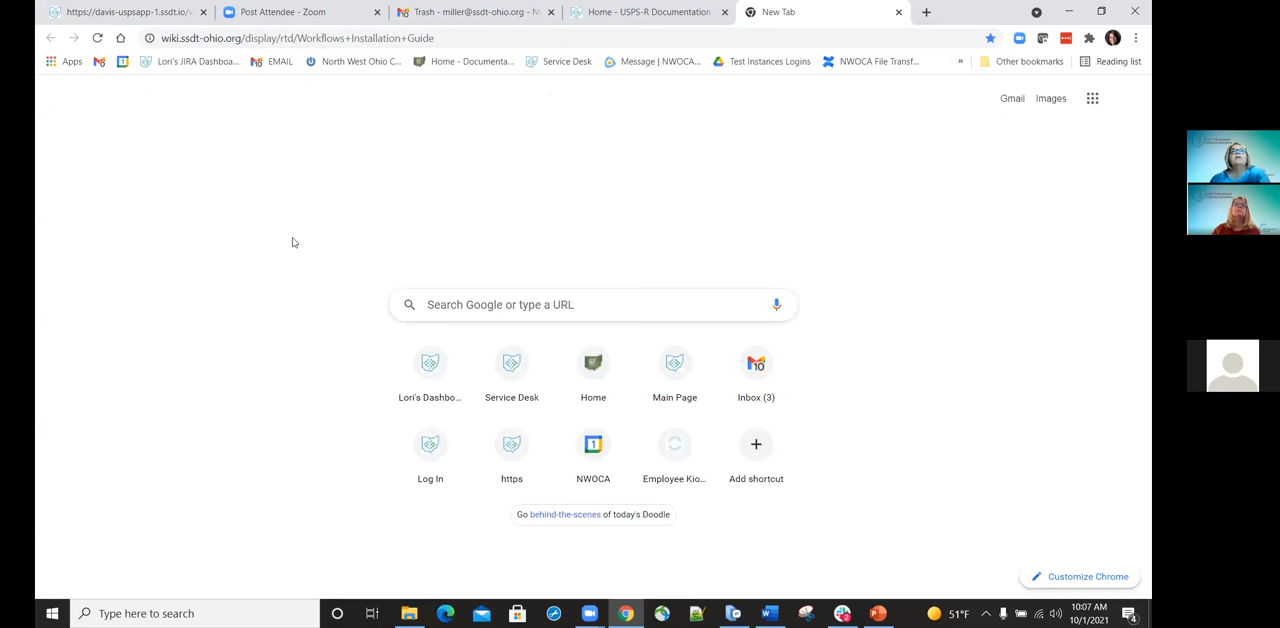 https://davis-uspsapp-1.ssdt.io/
Post Attendee - Zoom
Trash - miller@ssdt-ohio.org - N
Home - USPS-R Documentation
New Tab
wiki.ssdt-ohio.org/display/rtd/Workflows+Installation+Guide
Apps
Lori's JIRA Dashboa...
EMAIL
North West Ohio C...
Home - Documenta...
Service Desk
Message | NWOCA...
Test Instances Logins
NWOCA File Transf...
»
Other bookmarks
Reading list
Gmail
Images
Search Google or type a URL
Lori's Dashbo...
Service Desk
Home
Main Page
Inbox (3)
Log In
https
NWOCA
Employee Kio...
Add shortcut
Go behind-the-scenes of today's Doodle
Customize Chrome
Type here to search
51°F
10:07 AM
10/1/2021
4